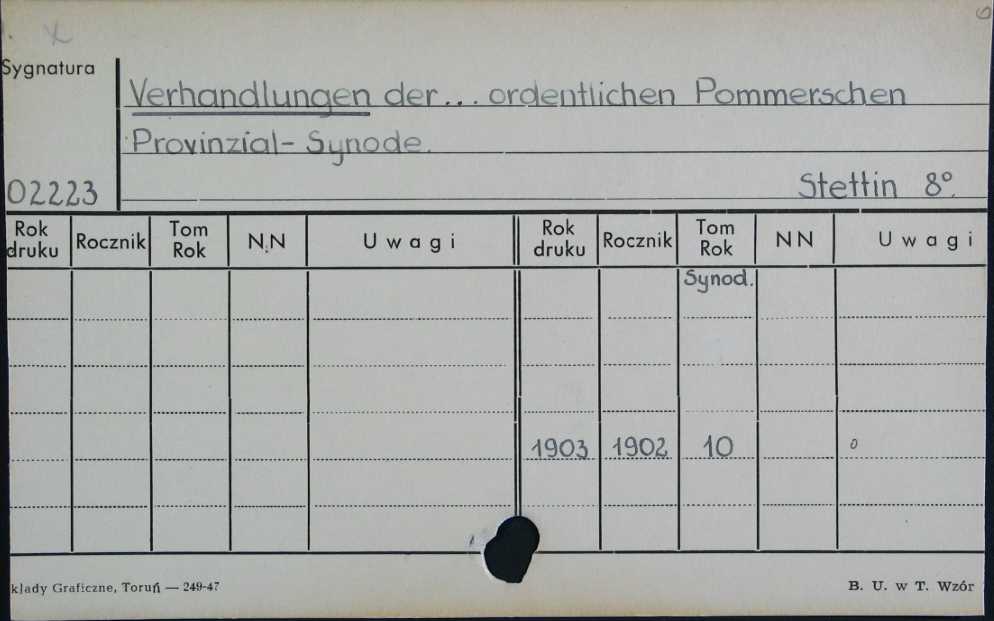 Sygnatura
Verhandlungen der... ordentlichen Pommerschen
Provinzial-Synode.
02223
Stettin 8°.
Rok druku Rocznik Tom Rok N.N Uwagi Rok druku Rocznik Tom Rok NN Uwagi
Synod.
1903 1902 10 o
klady Graficzne, Toruń — 249-47
B. U. w T. Wzór